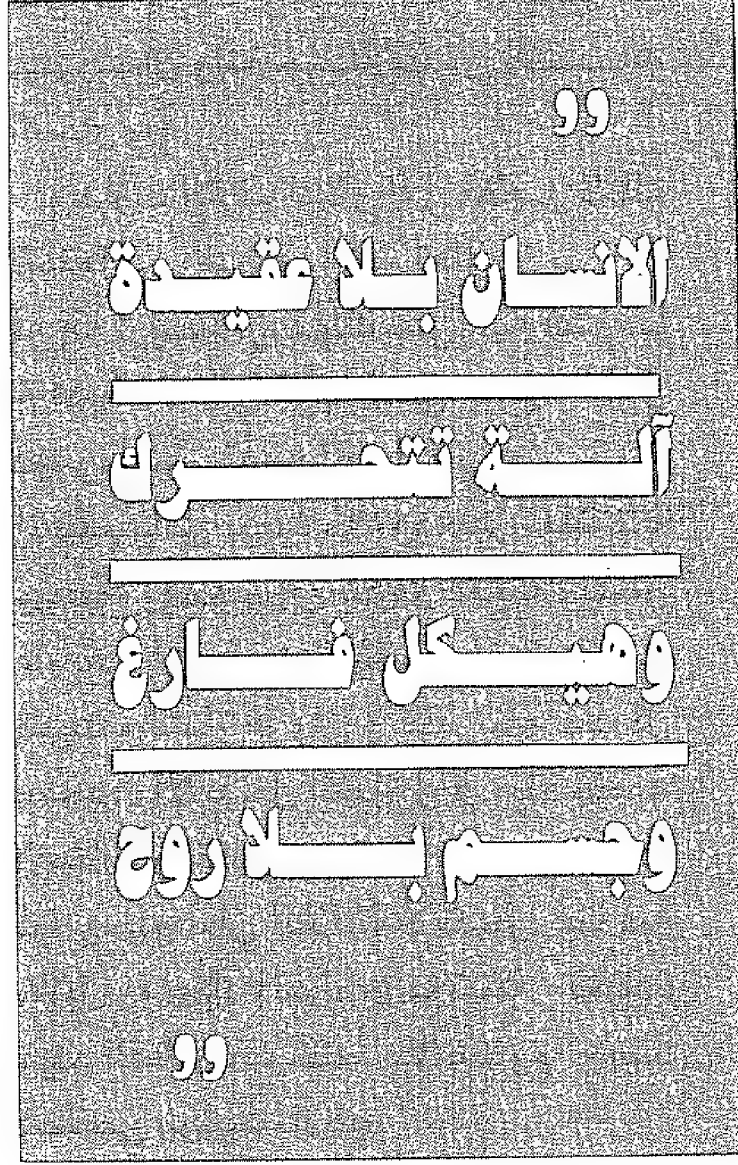 "
الانسان بلا عقيدة
آلة تتحرك
وهيكل فارغ
وجسم بلا روح
"